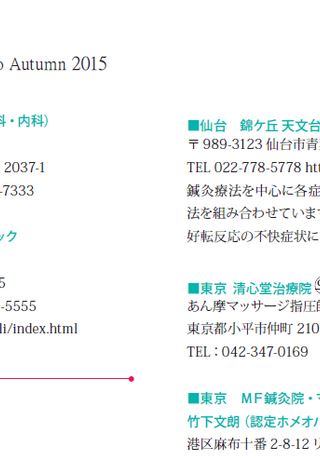 Autumn 2015
科・内科）
2037-1
-7333
ック
5
-5555
li/index.html
■仙台 錦ケ丘 天文台
〒989-3123 仙台市青
TEL 022-778-5778 htt
鍼灸療法を中心に各症
法を組み合わせています
好転反応の不快症状に
■東京 清心堂治療院
あん摩マッサージ指圧師
東京都小平市仲町 210
TEL：042-347-0169
■東京 ＭＦ鍼灸院・マ
竹下文朗（認定ホメオパ
港区麻布十番 2-8-12 リ